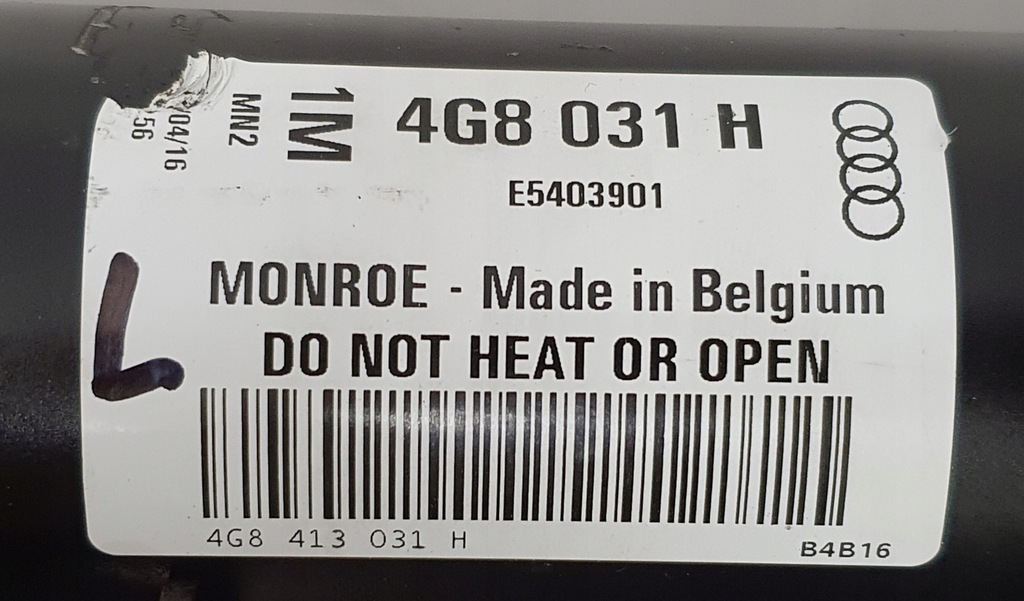 4G8 031 H
1M
MN2
/04/16
56
E5403901
L
MONROE - Made in Belgium
DO NOT HEAT OR OPEN
4G8 413 031 H
B4B16